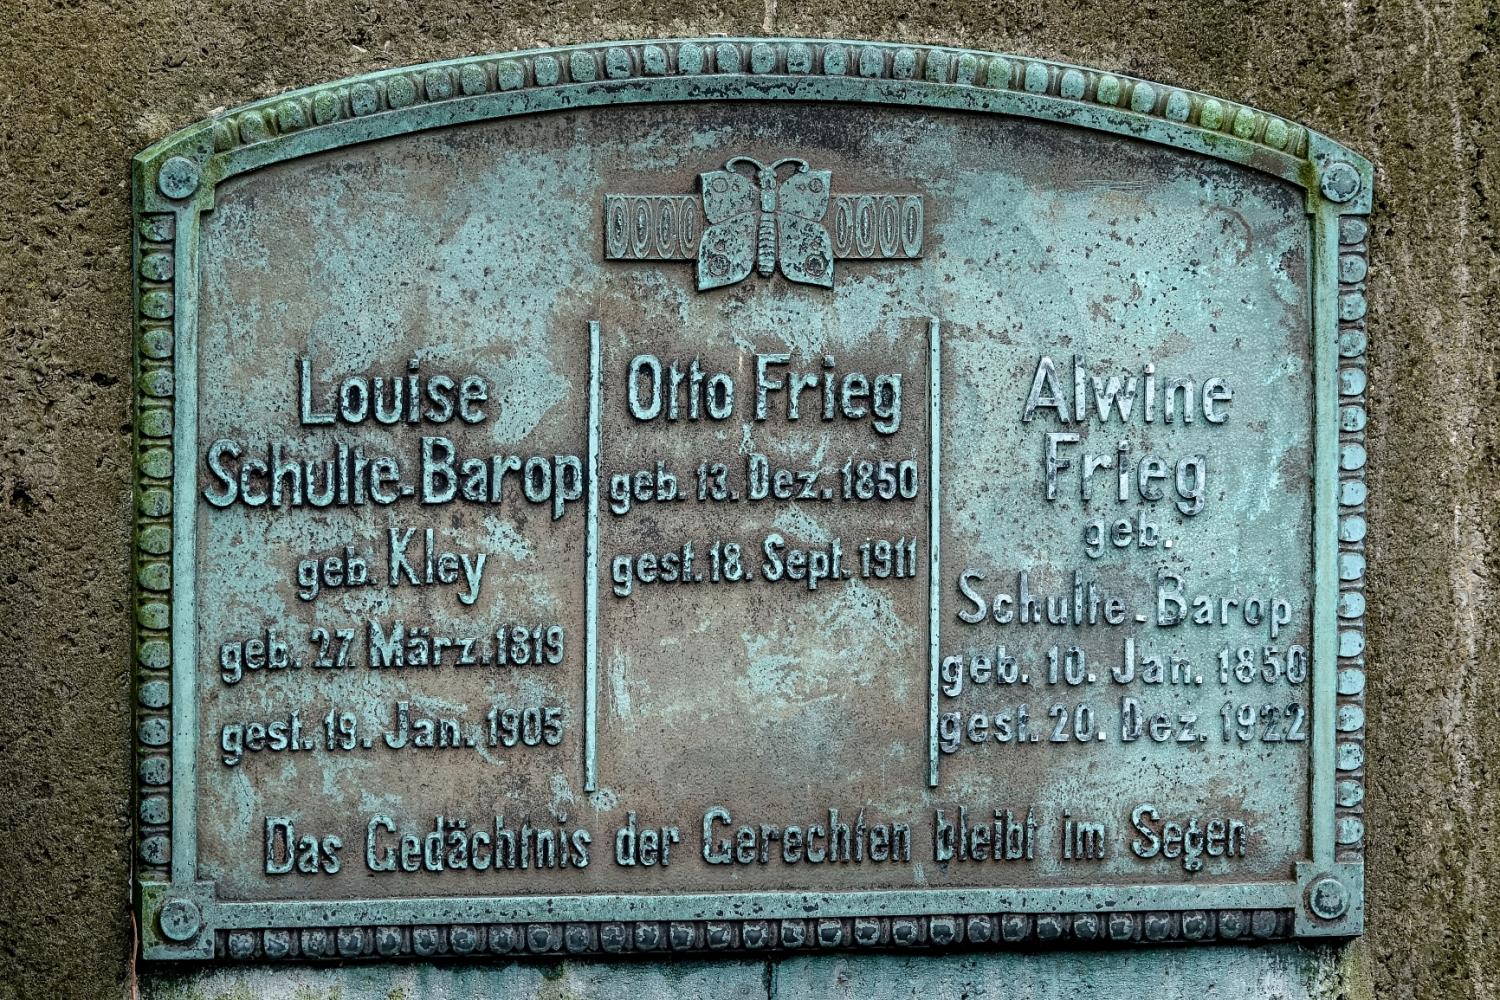 Louise
Schulte-Barop
geb. Kley
geb. 27. März. 1819
gest. 19. Jan. 1905
Otto Frieg
geb. 13. Dez. 1850
gest. 18. Sept. 1911
Alwine
Frieg
geb.
Schulte-Barop
geb. 10. Jan. 1850
gest. 20. Dez. 1922
Das Gedächtnis der Gerechten bleibt im Segen